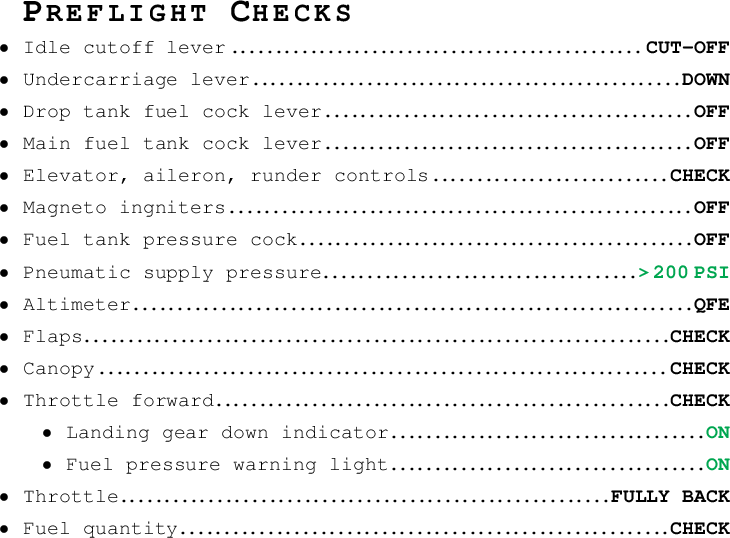 PREFLIGHT CHECKS
• Idle cutoff lever ............................................... CUT-OFF
• Undercarriage lever ................................................. DOWN
• Drop tank fuel cock lever .......................................... OFF
• Main fuel tank cock lever .......................................... OFF
• Elevator, aileron, runder controls ........................... CHECK
• Magneto ingniters ..................................................... OFF
• Fuel tank pressure cock ............................................. OFF
• Pneumatic supply pressure .................................... > 200 PSI
• Altimeter ................................................................ QFE
• Flaps ................................................................... CHECK
• Canopy ................................................................. CHECK
• Throttle forward .................................................... CHECK
• Landing gear down indicator .................................... ON
• Fuel pressure warning light .................................... ON
• Throttle ........................................................ FULLY BACK
• Fuel quantity ........................................................ CHECK